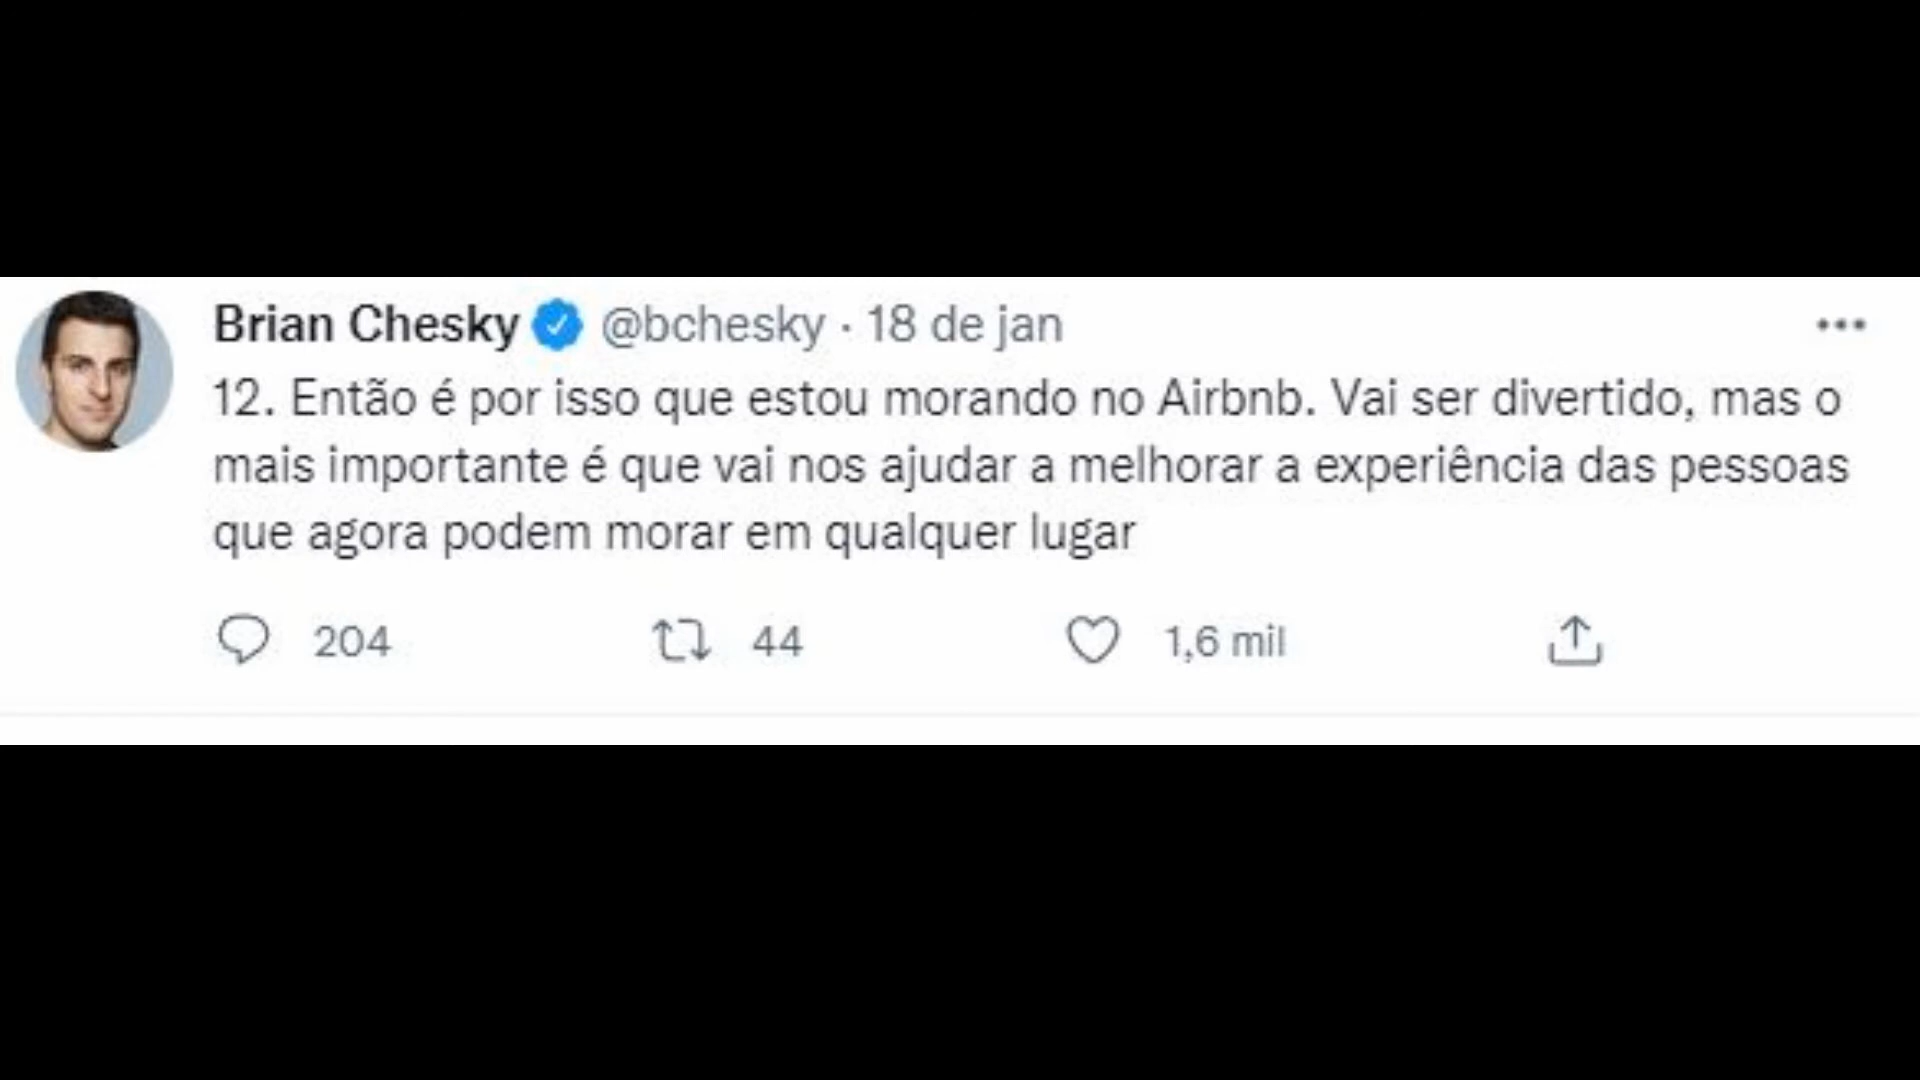 Brian Chesky @bchesky · 18 de jan
12. Então é por isso que estou morando no Airbnb. Vai ser divertido, mas o
mais importante é que vai nos ajudar a melhorar a experiência das pessoas
que agora podem morar em qualquer lugar
204 44 1,6 mil